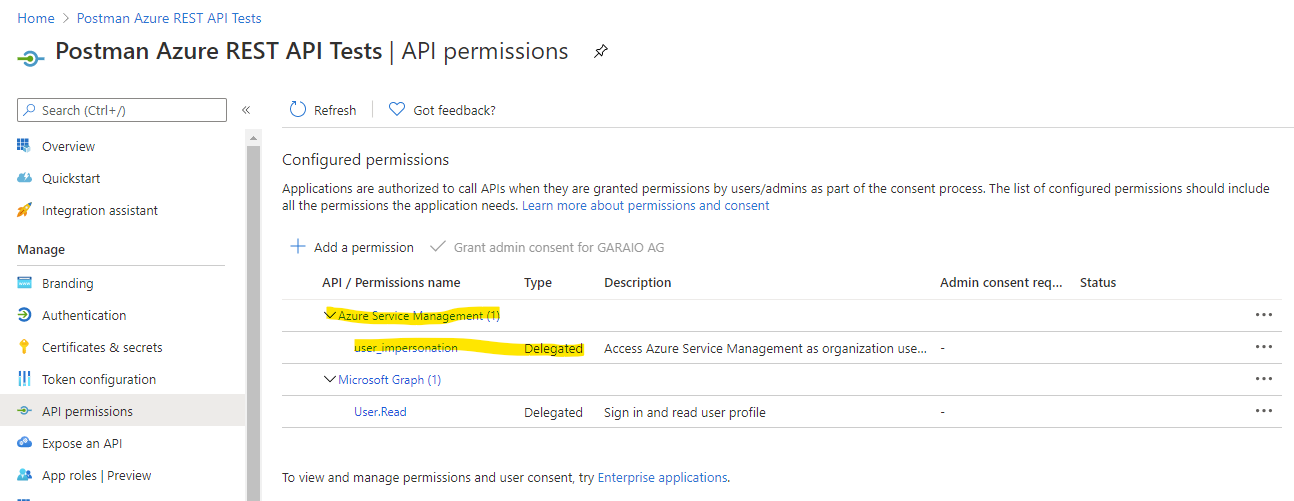 Home > Postman Azure REST API Tests
Postman Azure REST API Tests | API permissions
Search (Ctrl+/)
«
Overview
Quickstart
Integration assistant
Manage
Branding
Authentication
Certificates & secrets
Token configuration
API permissions
Expose an API
App roles | Preview
Refresh
Got feedback?
Configured permissions
Applications are authorized to call APIs when they are granted permissions by users/admins as part of the consent process. The list of configured permissions should include
all the permissions the application needs. Learn more about permissions and consent
Add a permission
Grant admin consent for GARAIO AG
API / Permissions name Type Description Admin consent req... Status
Azure Service Management (1) ...
user_impersonation Delegated Access Azure Service Management as organization use... - ...
Microsoft Graph (1) ...
User.Read Delegated Sign in and read user profile - ...
To view and manage permissions and user consent, try Enterprise applications.